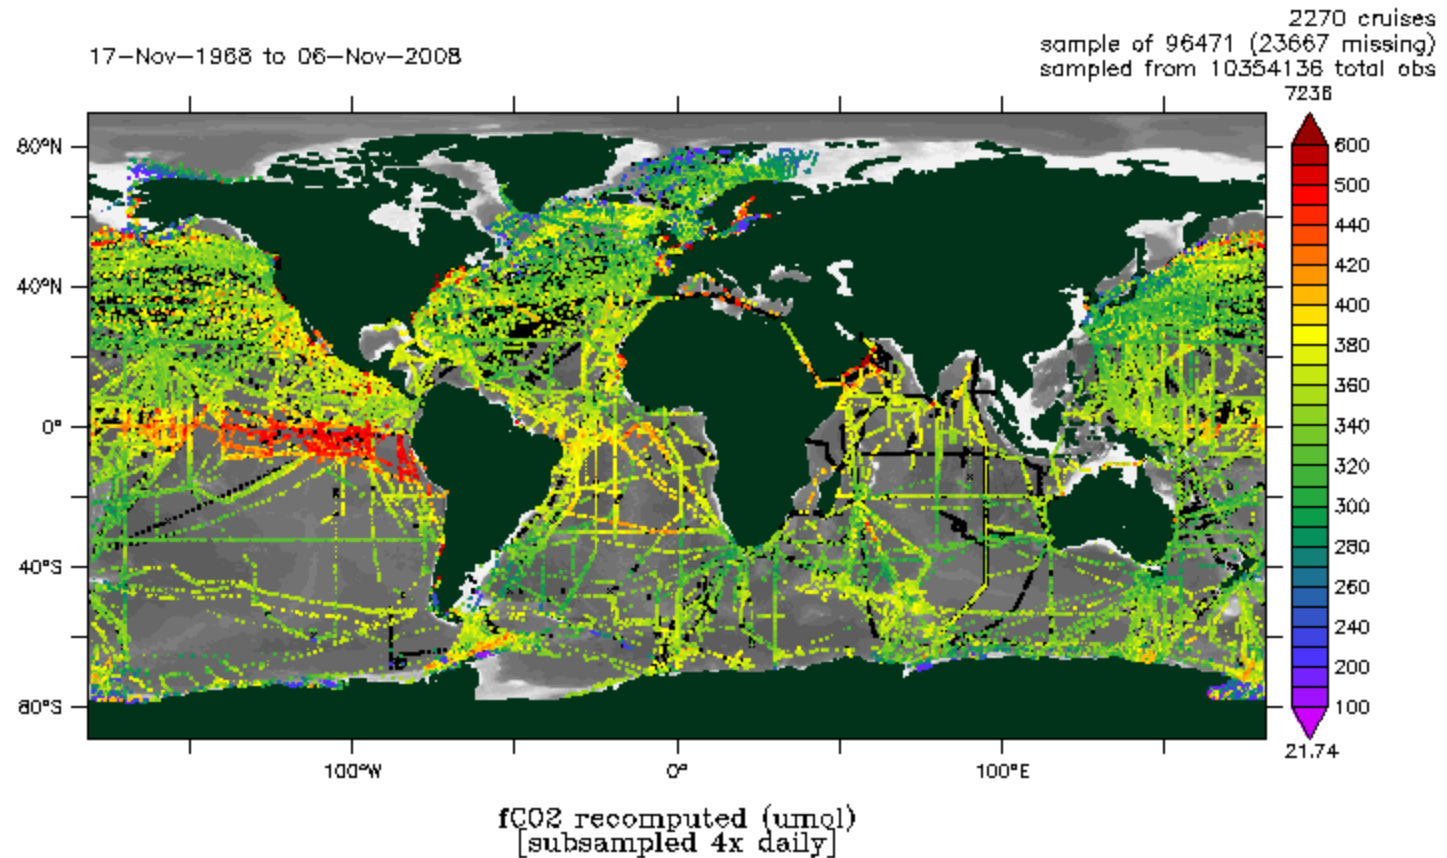 2270 cruises
17-Nov-1968 to 06-Nov-2008
sample of 96471 (23667 missing)
sampled from 10354136 total obs
7238
80°N
40°N
0°
40°S
80°S
600
500
440
420
400
380
360
340
320
300
280
260
240
200
100
21.74
100°W
0°
100°E
fCO2 recomputed (umol)
[subsampled 4x daily]